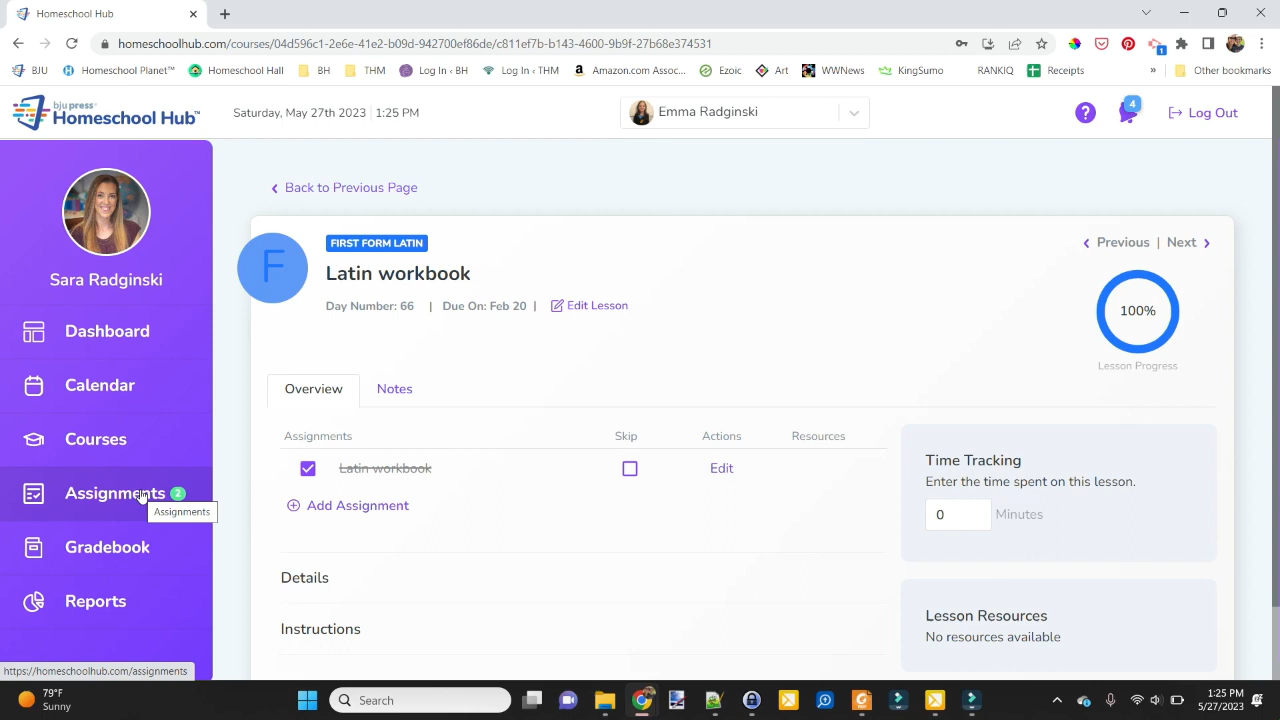 Homeschool Hub
homeschoolhub.com/courses/04d596c1-2e6e-41a2-b09d-942700ef86de/c811ef7b-b143-4600-9b9f-27b68e374531
1
BJU
Homeschool Planet™
Homeschool Hall
BH
THM
Log In ‹ BH
Log In ‹ THM
Amazon.com Assoc...
Ezoic
Art
WWNews
KingSumo
RANKIQ
Receipts
»
Other bookmarks
bju press
Homeschool Hub™
Saturday, May 27th 2023 | 1:25 PM
Emma Radginski
?
4
Log Out
Sara Radginski
Dashboard
Calendar
Courses
Assignments 2
Assignments
Gradebook
Reports
https://homeschoolhub.com/assignments
Back to Previous Page
F
FIRST FORM LATIN
Latin workbook
Day Number: 66 | Due On: Feb 20 | Edit Lesson
Previous | Next
100%
Lesson Progress
Overview
Notes
Assignments Skip Actions Resources
Latin workbook Edit
Add Assignment
Details
Instructions
Time Tracking
Enter the time spent on this lesson.
0 Minutes
Lesson Resources
No resources available
79°F
Sunny
Search
1:25 PM
5/27/2023